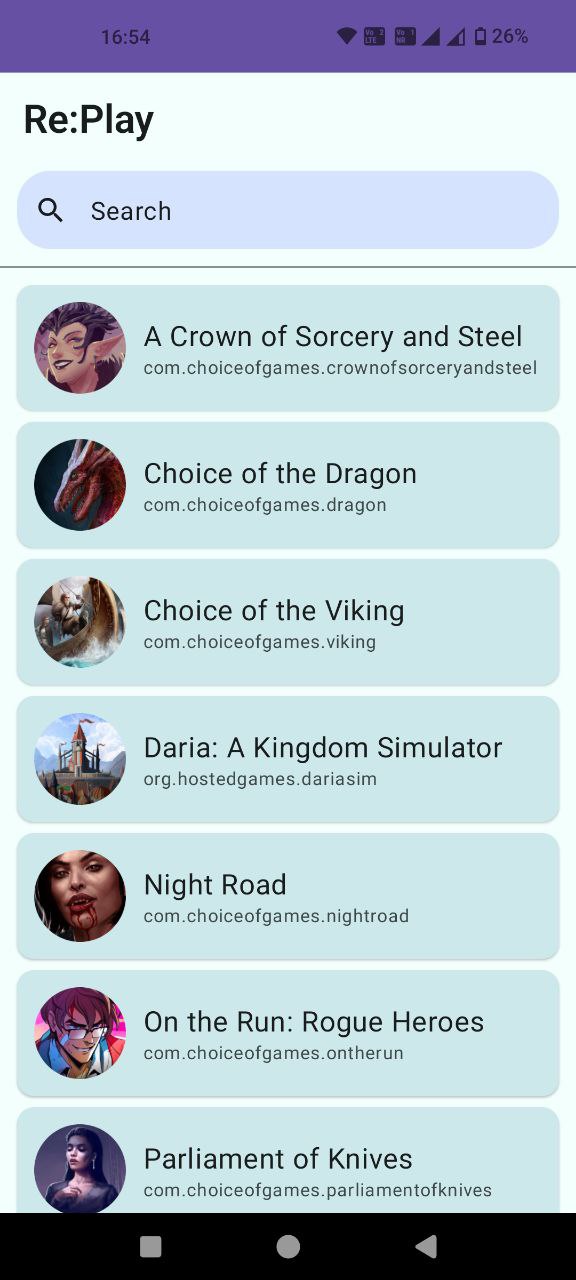 16:54
Vo 2
LTE
Vo 1
NR
26%
Re:Play
Search
A Crown of Sorcery and Steel
com.choiceofgames.crownofsorceryandsteel
Choice of the Dragon
com.choiceofgames.dragon
Choice of the Viking
com.choiceofgames.viking
Daria: A Kingdom Simulator
org.hostedgames.dariasim
Night Road
com.choiceofgames.nightroad
On the Run: Rogue Heroes
com.choiceofgames.ontherun
Parliament of Knives
com.choiceofgames.parliamentofknives